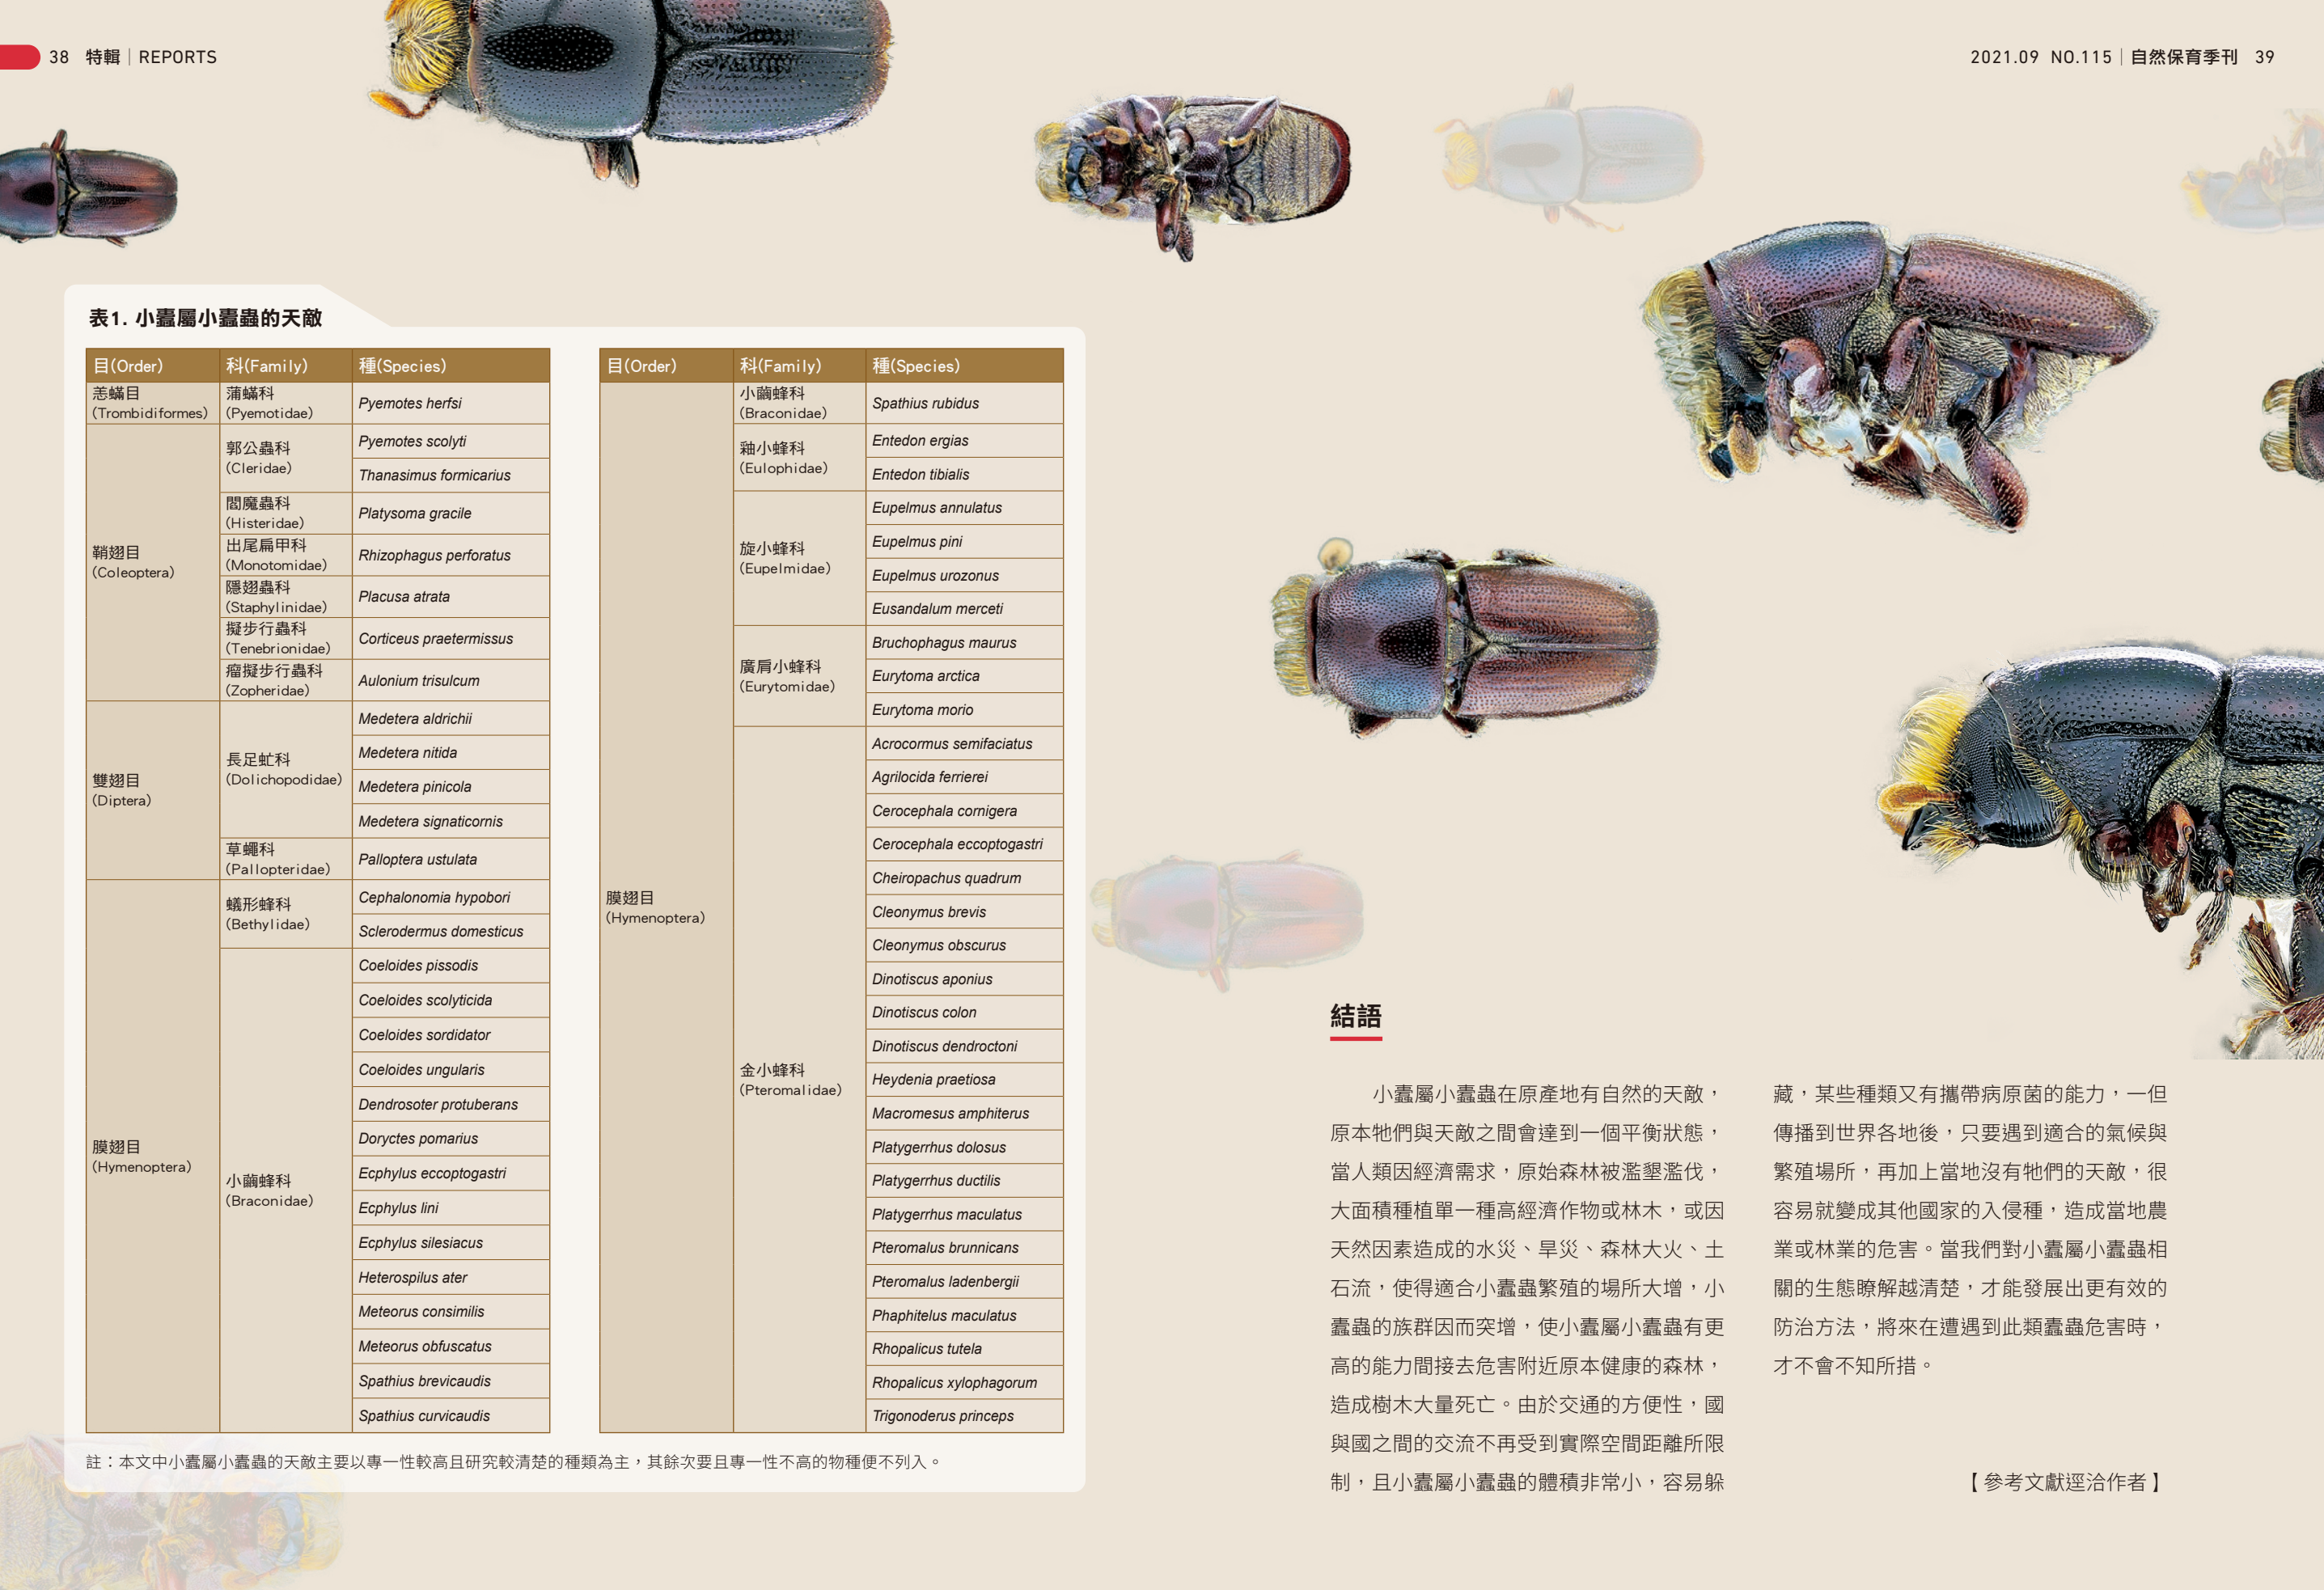 38 特輯｜REPORTS
2021.09 NO.115｜自然保育季刊 39
表1. 小蠹屬小蠹蟲的天敵
目(Order) 科(Family) 種(Species)
恙蟎目
(Trombidiformes)
蒲蟎科
(Pyemotidae)
Pyemotes herfsi
鞘翅目
(Coleoptera)
郭公蟲科
(Cleridae)
Pyemotes scolyti
Thanasimus formicarius
閻魔蟲科
(Histeridae)
Platysoma gracile
出尾扁甲科
(Monotomidae)
Rhizophagus perforatus
隱翅蟲科
(Staphylinidae)
Placusa atrata
擬步行蟲科
(Tenebrionidae)
Corticeus praetermissus
瘤擬步行蟲科
(Zopheridae)
Aulonium trisulcum
雙翅目
(Diptera)
長足虻科
(Dolichopodidae)
Medetera aldrichii
Medetera nitida
Medetera pinicola
Medetera signaticornis
草蠅科
(Pallopteridae)
Palloptera ustulata
膜翅目
(Hymenoptera)
蟻形蜂科
(Bethylidae)
Cephalonomia hypobori
Sclerodermus domesticus
小繭蜂科
(Braconidae)
Coeloides pissodis
Coeloides scolyticida
Coeloides sordidator
Coeloides ungularis
Dendrosoter protuberans
Doryctes pomarius
Ecphylus eccoptogastri
Ecphylus lini
Ecphylus silesiacus
Heterospilus ater
Meteorus consimilis
Meteorus obfuscatus
Spathius brevicaudis
Spathius curvicaudis
目(Order) 科(Family) 種(Species)
膜翅目
(Hymenoptera)
小繭蜂科
(Braconidae)
Spathius rubidus
釉小蜂科
(Eulophidae)
Entedon ergias
Entedon tibialis
旋小蜂科
(Eupelmidae)
Eupelmus annulatus
Eupelmus pini
Eupelmus urozonus
Eusandalum merceti
廣肩小蜂科
(Eurytomidae)
Bruchophagus maurus
Eurytoma arctica
Eurytoma morio
金小蜂科
(Pteromalidae)
Acrocormus semifaciatus
Agrilocida ferrierei
Cerocephala cornigera
Cerocephala eccoptogastri
Cheiropachus quadrum
Cleonymus brevis
Cleonymus obscurus
Dinotiscus aponius
Dinotiscus colon
Dinotiscus dendroctoni
Heydenia praetiosa
Macromesus amphiterus
Platygerrhus dolosus
Platygerrhus ductilis
Platygerrhus maculatus
Pteromalus brunnicans
Pteromalus ladenbergii
Phaphitelus maculatus
Rhopalicus tutela
Rhopalicus xylophagorum
Trigonoderus princeps
註：本文中小蠹屬小蠹蟲的天敵主要以專一性較高且研究較清楚的種類為主，其餘次要且專一性不高的物種便不列入。
結語
小蠹屬小蠹蟲在原產地有自然的天敵，
原本牠們與天敵之間會達到一個平衡狀態，
當人類因經濟需求，原始森林被濫墾濫伐，
大面積種植單一種高經濟作物或林木，或因
天然因素造成的水災、旱災、森林大火、土
石流，使得適合小蠹蟲繁殖的場所大增，小
蠹蟲的族群因而突增，使小蠹屬小蠹蟲有更
高的能力間接去危害附近原本健康的森林，
造成樹木大量死亡。由於交通的方便性，國
與國之間的交流不再受到實際空間距離所限
制，且小蠹屬小蠹蟲的體積非常小，容易躲
藏，某些種類又有攜帶病原菌的能力，一但
傳播到世界各地後，只要遇到適合的氣候與
繁殖場所，再加上當地沒有牠們的天敵，很
容易就變成其他國家的入侵種，造成當地農
業或林業的危害。當我們對小蠹屬小蠹蟲相
關的生態瞭解越清楚，才能發展出更有效的
防治方法，將來在遭遇到此類蠹蟲危害時，
才不會不知所措。
【參考文獻逕洽作者】